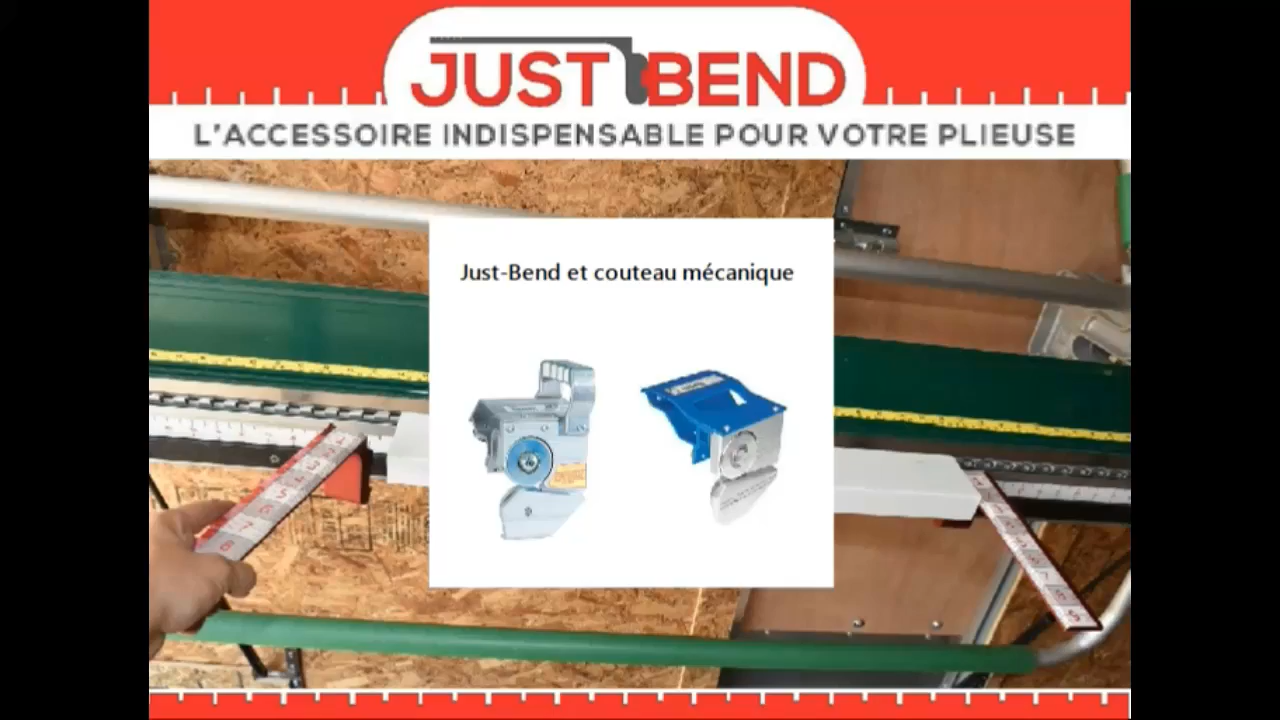 JUST BEND
L'ACCESSOIRE INDISPENSABLE POUR VOTRE PLIEUSE
Just-Bend et couteau mécanique